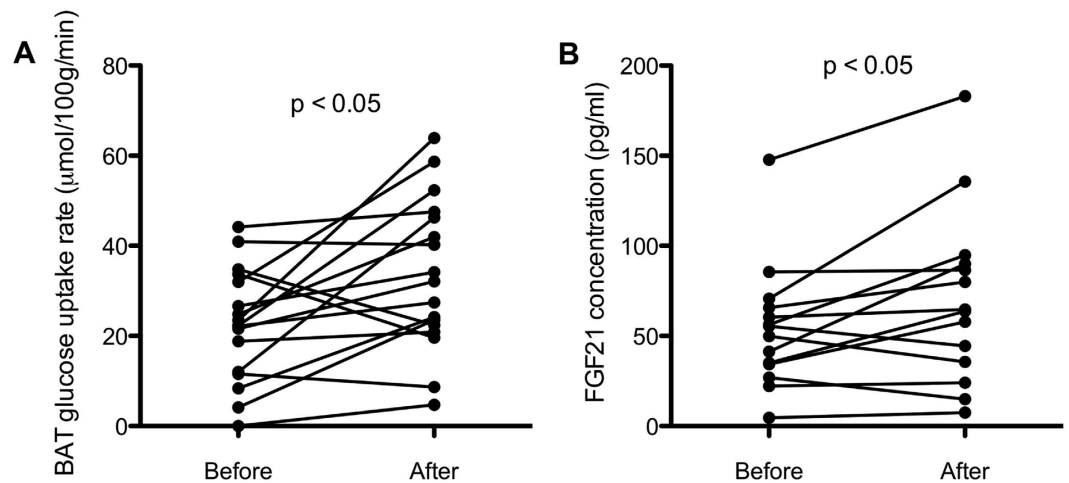 A
BAT glucose uptake rate (μmol/100g/min)
80
60
40
20
0
p < 0.05
Before
After
B
FGF21 concentration (pg/ml)
200
150
100
50
0
p < 0.05
Before
After